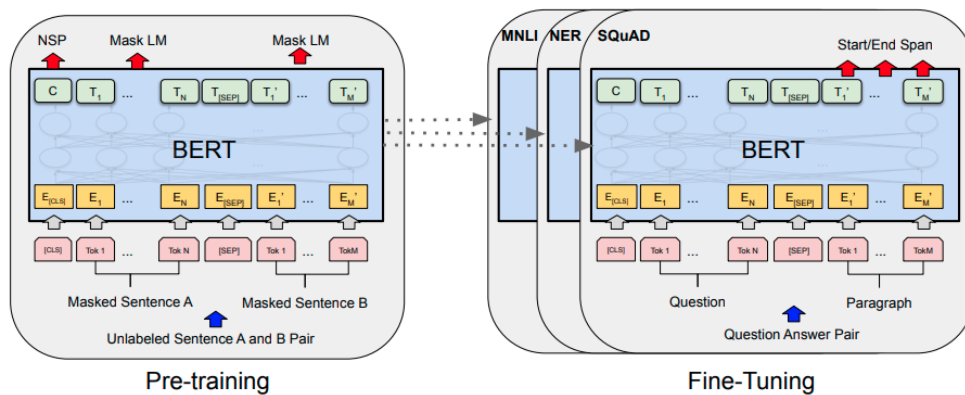 NSP Mask LM Mask LM
C T1 ... TN T[SEP] T1' ... TM'
...
...
BERT
E[CLS] E1 ... EN E[SEP] E1' ... EM'
[CLS] Tok 1 ... Tok N [SEP] Tok 1 ... TokM
Masked Sentence A Masked Sentence B
Unlabeled Sentence A and B Pair
Pre-training
MNLI NER SQuAD
Start/End Span
C T1 ... TN T[SEP] T1' ... TM'
...
...
BERT
E[CLS] E1 ... EN E[SEP] E1' ... EM'
[CLS] Tok 1 ... Tok N [SEP] Tok 1 ... TokM
Question Paragraph
Question Answer Pair
Fine-Tuning